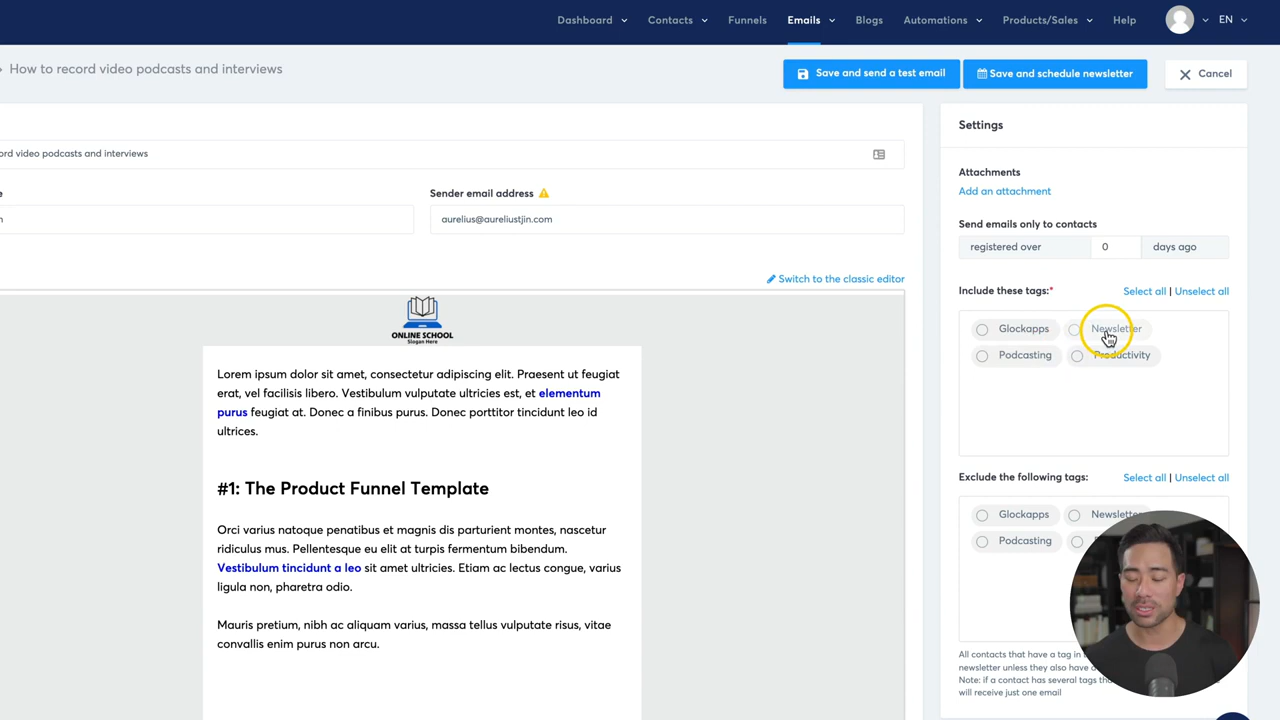 Dashboard Contacts Funnels Emails Blogs Automations Products/Sales Help EN
How to record video podcasts and interviews
Save and send a test email Save and schedule newsletter Cancel
Settings
ord video podcasts and interviews
Attachments
Add an attachment
Sender email address
aurelius@aureliustjin.com
Send emails only to contacts
registered over 0 days ago
Switch to the classic editor
Include these tags:* Select all | Unselect all
Glockapps Newsletter
Podcasting Productivity
ONLINE SCHOOL
Slogan Here
Lorem ipsum dolor sit amet, consectetur adipiscing elit. Praesent ut feugiat
erat, vel facilisis libero. Vestibulum vulputate ultricies est, et elementum
purus feugiat at. Donec a finibus purus. Donec porttitor tincidunt leo id
ultrices.
#1: The Product Funnel Template
Orci varius natoque penatibus et magnis dis parturient montes, nascetur
ridiculus mus. Pellentesque eu elit at turpis fermentum bibendum.
Vestibulum tincidunt a leo sit amet ultricies. Etiam ac lectus congue, varius
ligula non, pharetra odio.
Mauris pretium, nibh ac aliquam varius, massa tellus vulputate risus, vitae
convallis enim purus non arcu.
Exclude the following tags: Select all | Unselect all
Glockapps Newsletter
Podcasting
All contacts that have a tag in
newsletter unless they also have
Note: if a contact has several tags
will receive just one email